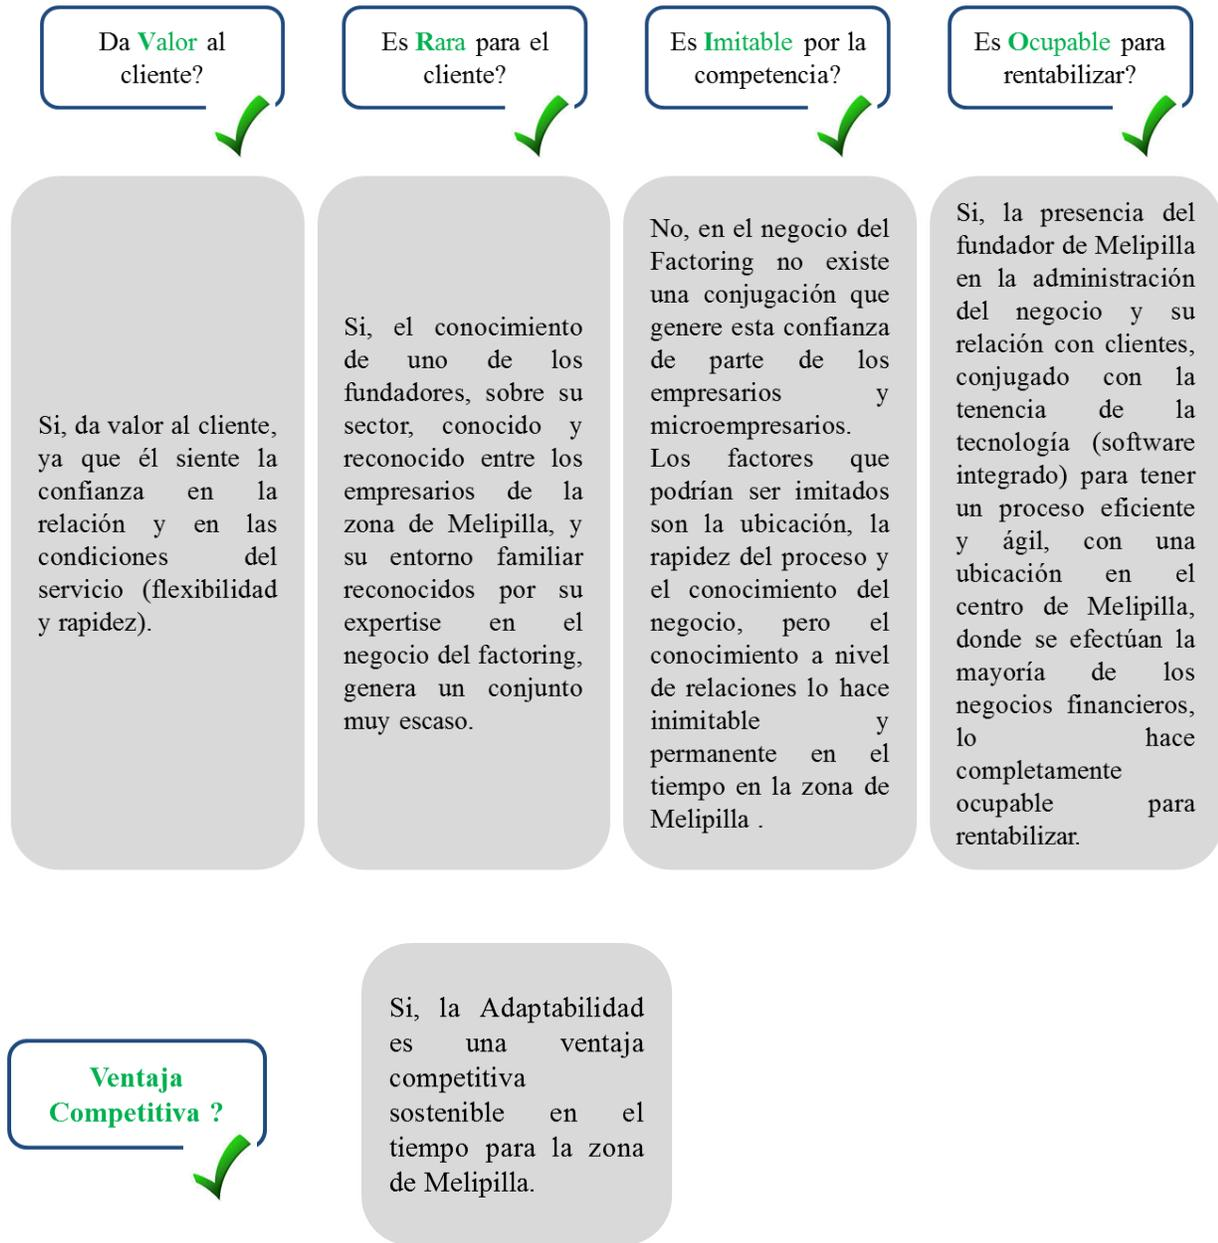 Da Valor al
cliente?
Es Rara para el
cliente?
Es Imitable por la
competencia?
Es Ocupable para
rentabilizar?
Si, da valor al cliente,
ya que él siente la
confianza en la
relación y en las
condiciones del
servicio (flexibilidad
y rapidez).
Si, el conocimiento
de uno de los
fundadores, sobre su
sector, conocido y
reconocido entre los
empresarios de la
zona de Melipilla, y
su entorno familiar
reconocidos por su
expertise en el
negocio del factoring,
genera un conjunto
muy escaso.
No, en el negocio del
Factoring no existe
una conjugación que
genere esta confianza
de parte de los
empresarios y
microempresarios.
Los factores que
podrían ser imitados
son la ubicación, la
rapidez del proceso y
el conocimiento del
negocio, pero el
conocimiento a nivel
de relaciones lo hace
inimitable y
permanente en el
tiempo en la zona de
Melipilla .
Si, la presencia del
fundador de Melipilla
en la administración
del negocio y su
relación con clientes,
conjugado con la
tenencia de la
tecnología (software
integrado) para tener
un proceso eficiente
y ágil, con una
ubicación en el
centro de Melipilla,
donde se efectúan la
mayoría de los
negocios financieros,
lo hace
completamente
ocupable para
rentabilizar.
Ventaja
Competitiva ?
Si, la Adaptabilidad
es una ventaja
competitiva
sostenible en el
tiempo para la zona
de Melipilla.